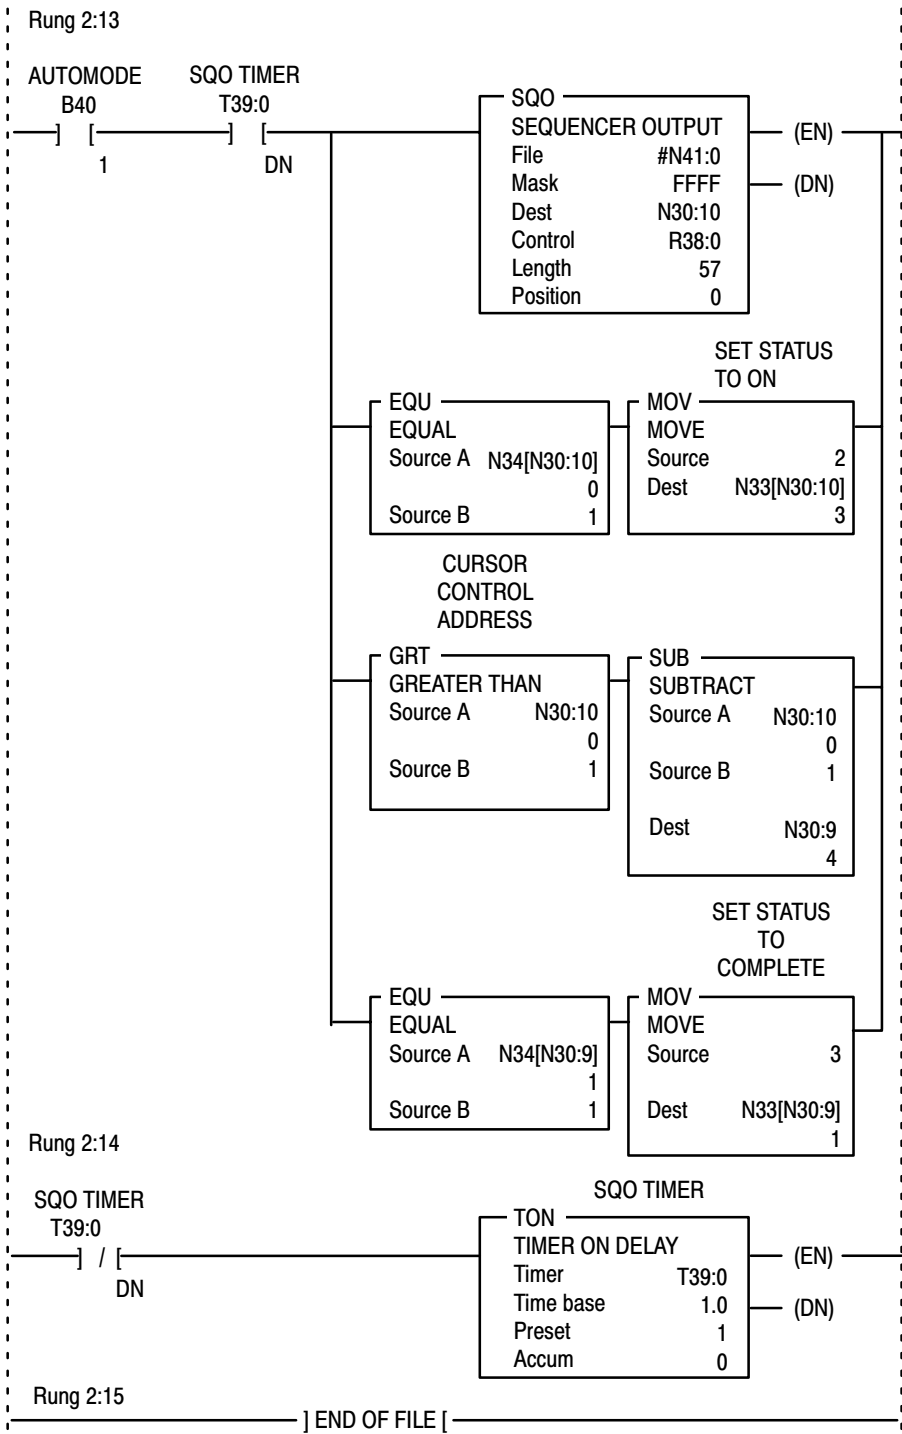 Rung 2:13
AUTOMODE SQO TIMER
B40 T39:0
] [ ] [
1 DN
SQO
SEQUENCER OUTPUT (EN)
File #N41:0
Mask FFFF (DN)
Dest N30:10
Control R38:0
Length 57
Position 0
SET STATUS
TO ON
EQU MOV
EQUAL MOVE
Source A N34[N30:10] Source 2
0 Dest N33[N30:10]
Source B 1 3
CURSOR
CONTROL
ADDRESS
GRT SUB
GREATER THAN SUBTRACT
Source A N30:10 Source A N30:10
0 0
Source B 1 Source B 1
Dest N30:9
4
SET STATUS
TO
COMPLETE
EQU MOV
EQUAL MOVE
Source A N34[N30:9] Source 3
1
Source B 1 Dest N33[N30:9]
1
Rung 2:14
SQO TIMER SQO TIMER
T39:0 TON
] / [ TIMER ON DELAY (EN)
DN Timer T39:0
Time base 1.0 (DN)
Preset 1
Accum 0
Rung 2:15
] END OF FILE [